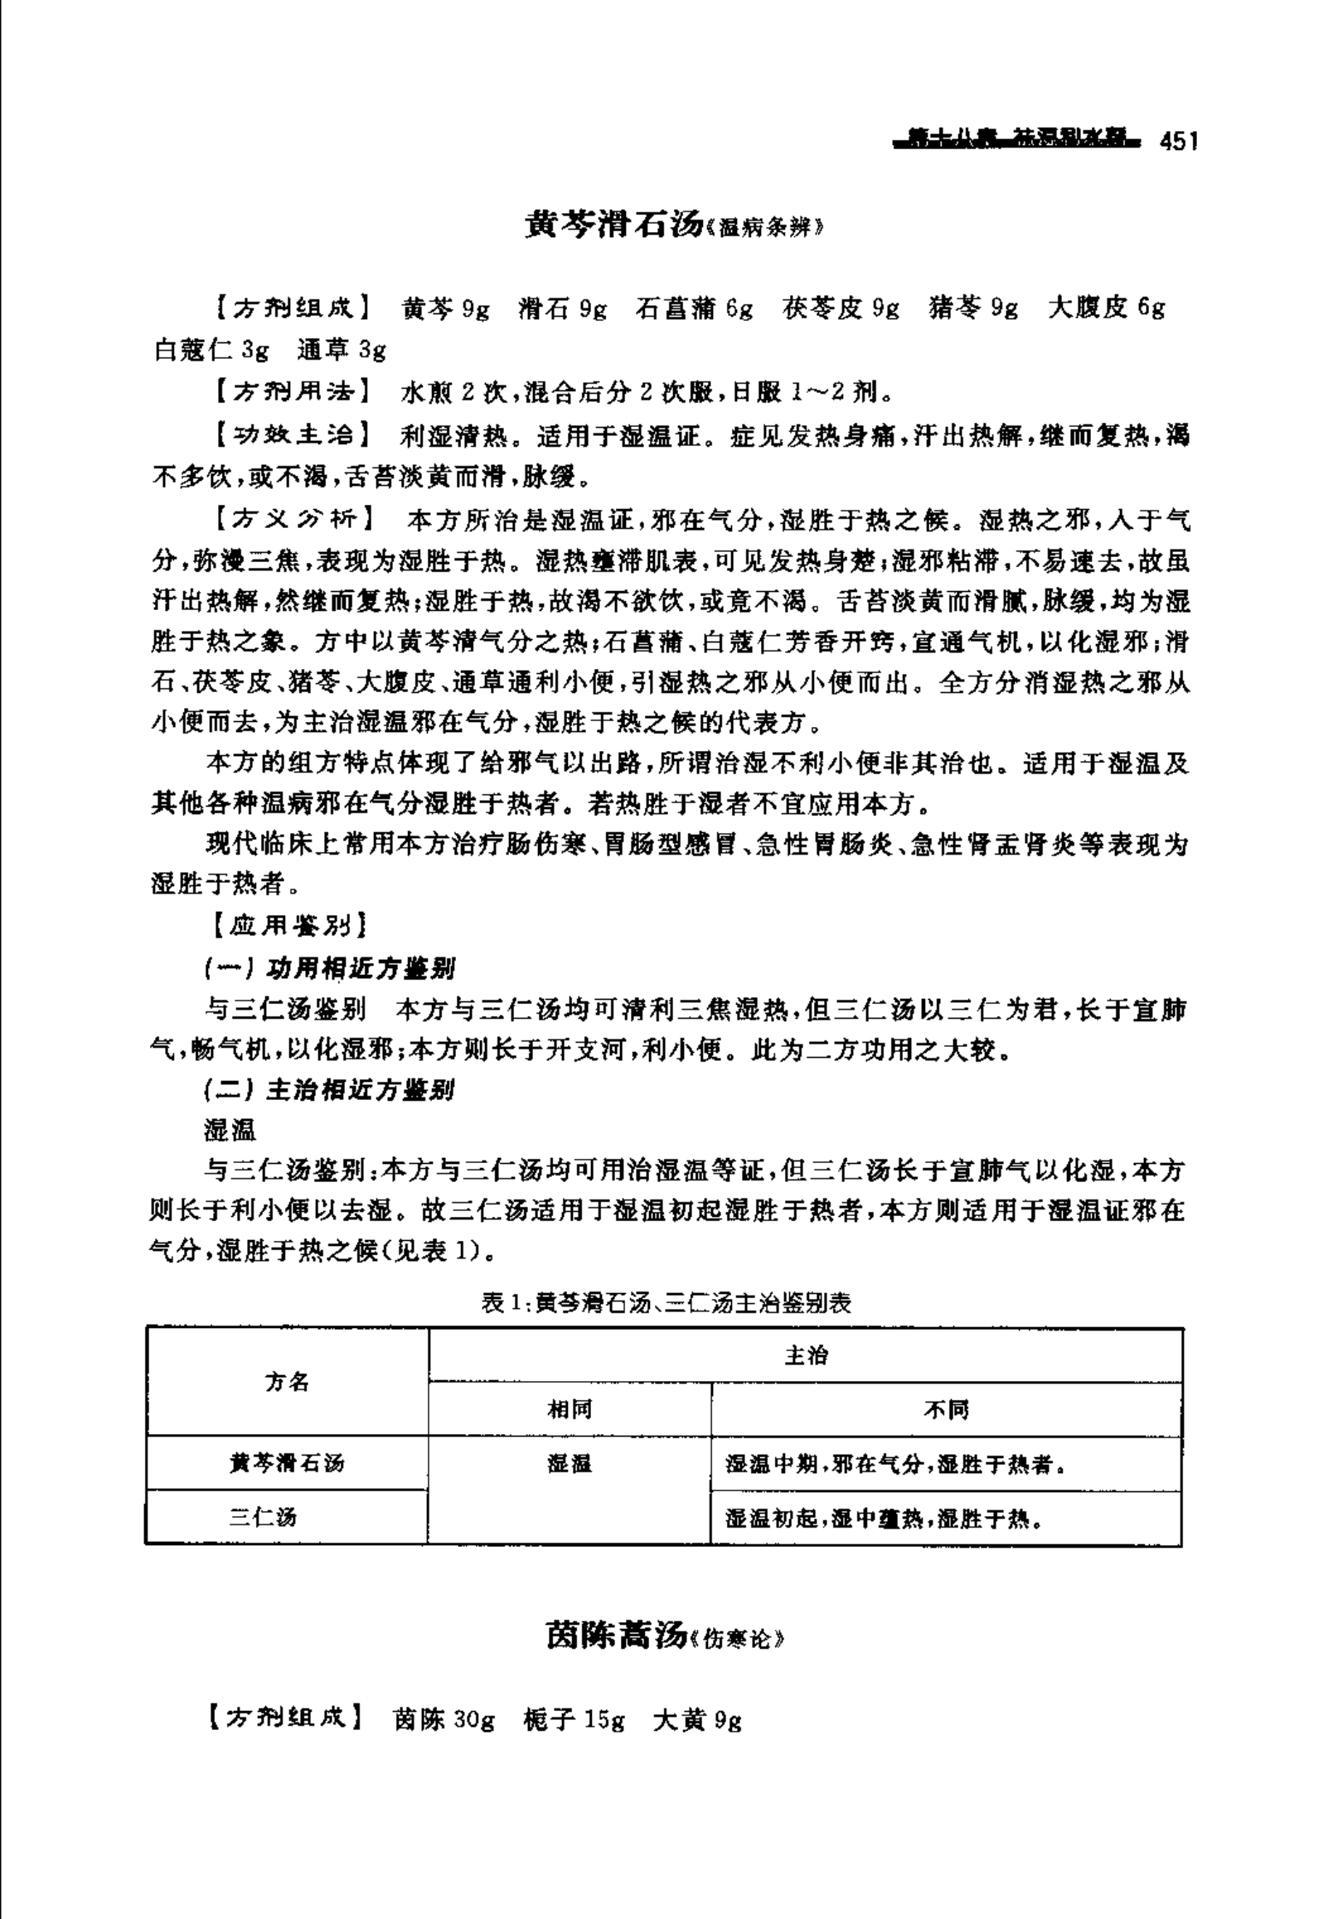 第十八章 祛湿利水剂 451
黄芩滑石汤《温病条辨》
【方剂组成】 黄芩 9g 滑石 9g 石菖蒲 6g 茯苓皮 9g 猪苓 9g 大腹皮 6g
白蔻仁 3g 通草 3g
【方剂用法】 水煎 2 次,混合后分 2 次服,日服 1～2 剂。
【功效主治】 利湿清热。适用于湿温证。症见发热身痛,汗出热解,继而复热,渴
不多饮,或不渴,舌苔淡黄而滑,脉缓。
【方义分析】 本方所治是湿温证,邪在气分,湿胜于热之候。湿热之邪,入于气
分,弥漫三焦,表现为湿胜于热。湿热壅滞肌表,可见发热身楚;湿邪粘滞,不易速去,故虽
汗出热解,然继而复热;湿胜于热,故渴不欲饮,或竟不渴。舌苔淡黄而滑腻,脉缓,均为湿
胜于热之象。方中以黄芩清气分之热;石菖蒲、白蔻仁芳香开窍,宣通气机,以化湿邪;滑
石、茯苓皮、猪苓、大腹皮、通草通利小便,引湿热之邪从小便而出。全方分消湿热之邪从
小便而去,为主治湿温邪在气分,湿胜于热之候的代表方。
本方的组方特点体现了给邪气以出路,所谓治湿不利小便非其治也。适用于湿温及
其他各种温病邪在气分湿胜于热者。若热胜于湿者不宜应用本方。
现代临床上常用本方治疗肠伤寒、胃肠型感冒、急性胃肠炎、急性肾盂肾炎等表现为
湿胜于热者。
【应用鉴别】
(一) 功用相近方鉴别
与三仁汤鉴别 本方与三仁汤均可清利三焦湿热,但三仁汤以三仁为君,长于宣肺
气,畅气机,以化湿邪;本方则长于开支河,利小便。此为二方功用之大较。
(二) 主治相近方鉴别
湿温
与三仁汤鉴别:本方与三仁汤均可用治湿温等证,但三仁汤长于宣肺气以化湿,本方
则长于利小便以去湿。故三仁汤适用于湿温初起湿胜于热者,本方则适用于湿温证邪在
气分,湿胜于热之候(见表 1)。
表 1:黄芩滑石汤、三仁汤主治鉴别表
方名 主治
相同 不同
黄芩滑石汤 湿温 湿温中期,邪在气分,湿胜于热者。
三仁汤 湿温初起,湿中蕴热,湿胜于热。
茵陈蒿汤《伤寒论》
【方剂组成】 茵陈 30g 栀子 15g 大黄 9g